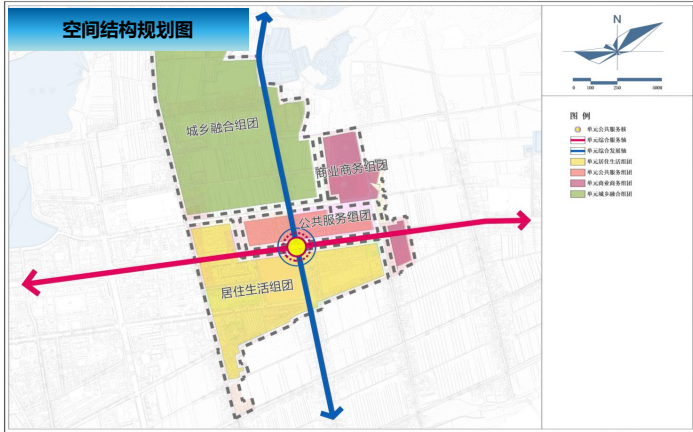 空间结构规划图
城乡融合组团
商业商务组团
公共服务组团
居住生活组团
N
0 100 250 1000
图 例
单元公共服务核
单元综合服务轴
单元综合发展轴
单元居住生活组团
单元公共服务组团
单元商业商务组团
单元城乡融合组团